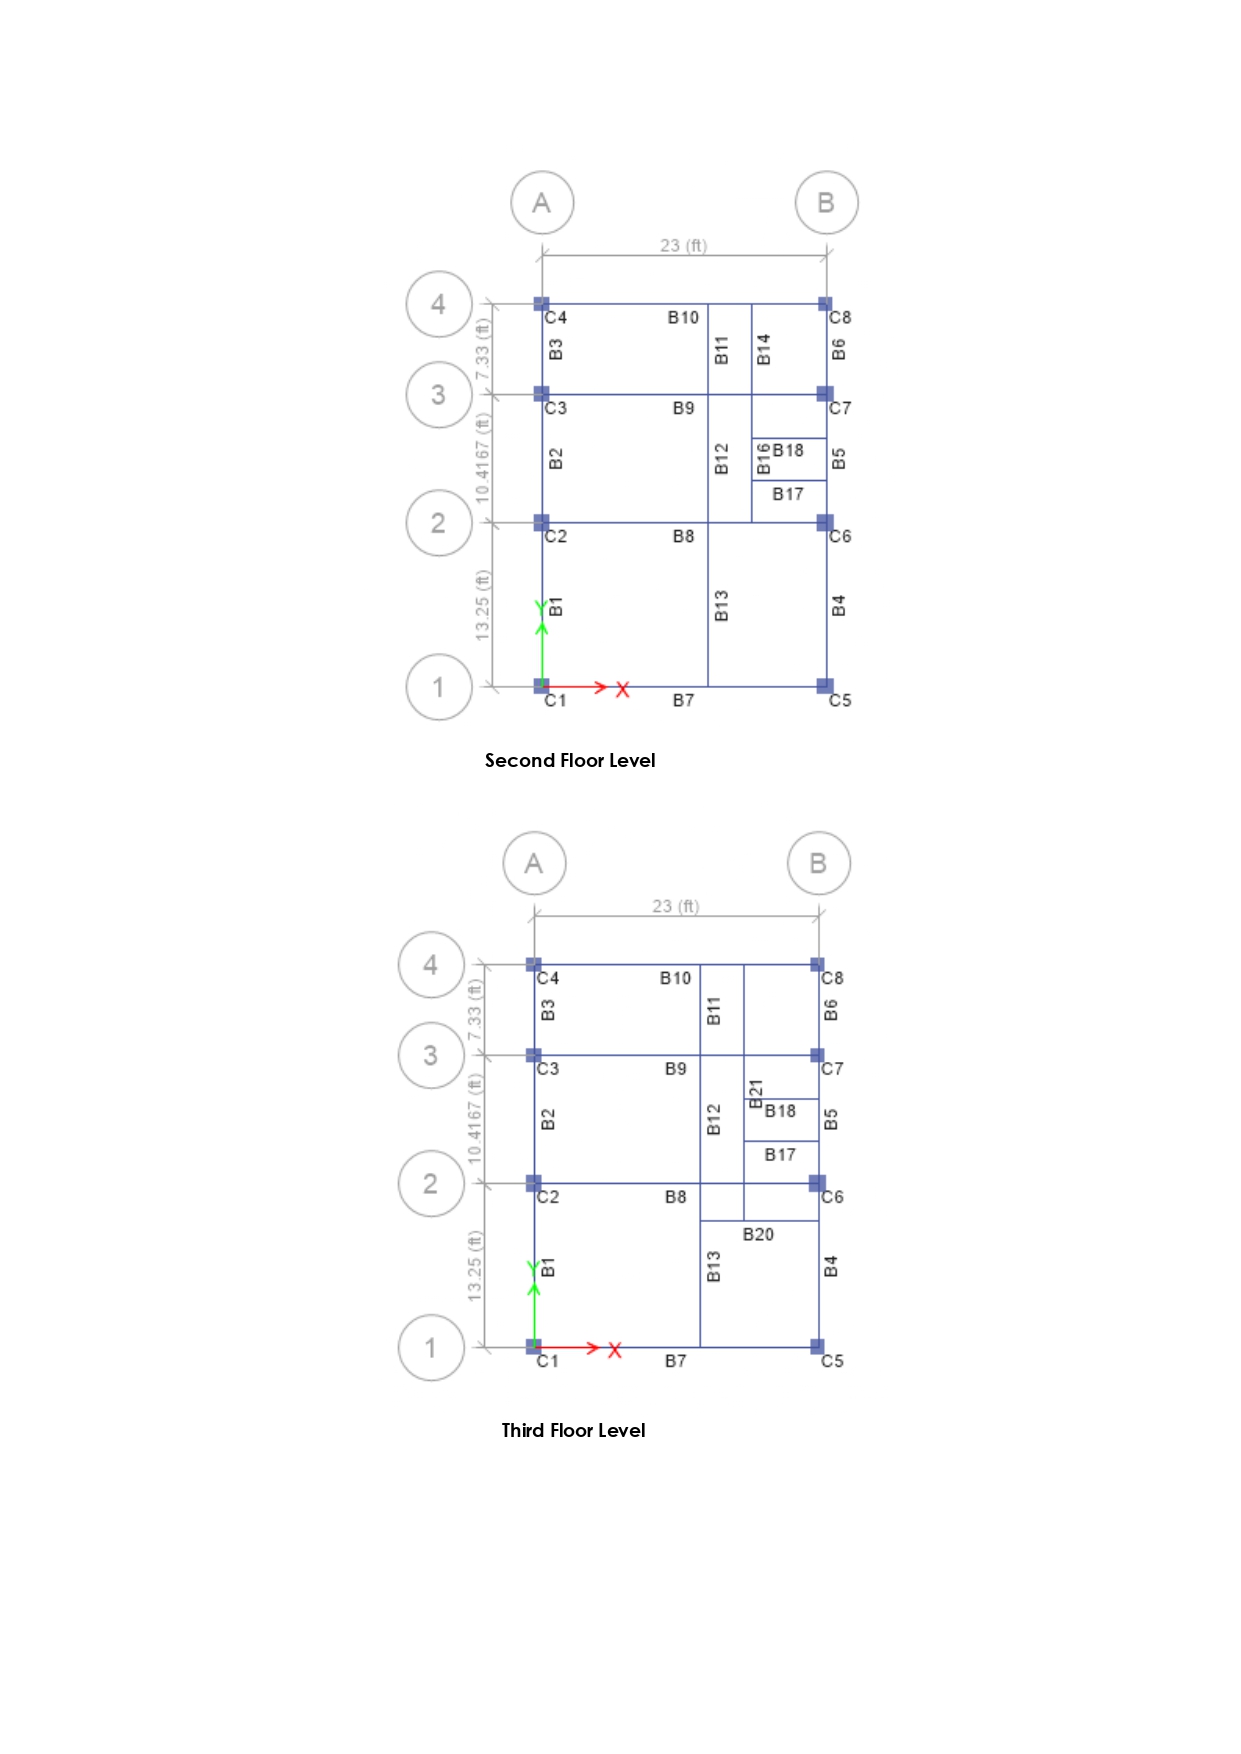 A B
23 (ft)
4
C4 B10 C8
7.33 (ft) B3 B11 B14 B6
3
C3 B9 C7
10.4167 (ft) B2 B12 B16 B18 B5
B17
2
C2 B8 C6
13.25 (ft) Y B1 B13 B4
1
X
C1 B7 C5
Second Floor Level
A B
23 (ft)
4
C4 B10 C8
7.33 (ft) B3 B11 B6
3
C3 B9 C7
10.4167 (ft) B2 B12 B21 B18 B5
B17
2
C2 B8 C6
B20
13.25 (ft) Y B1 B13 B4
1
X
C1 B7 C5
Third Floor Level